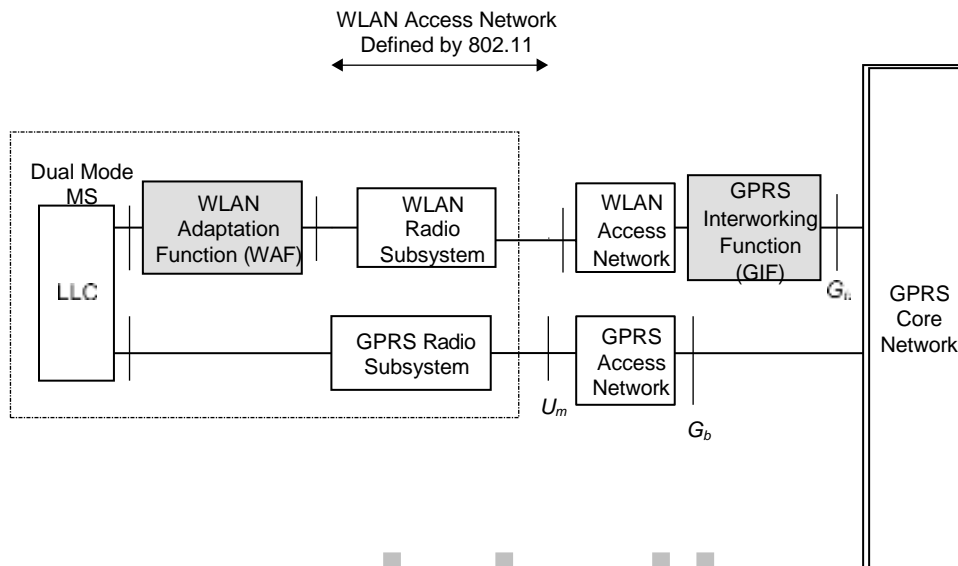 WLAN Access Network
Defined by 802.11
Dual Mode
MS
WLAN
Adaptation
Function (WAF)
WLAN
Radio
Subsystem
WLAN
Access
Network
GPRS
Interworking
Function
(GIF)
LLC
GPRS Radio
Subsystem
GPRS
Access
Network
Um
Gb
GPRS
Core
Network